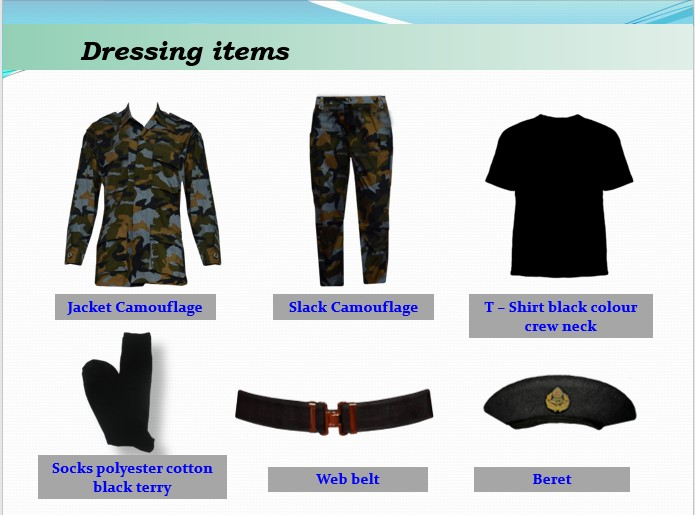 Dressing items
Jacket Camouflage
Slack Camouflage
T – Shirt black colour
crew neck
Socks polyester cotton
black terry
Web belt
Beret